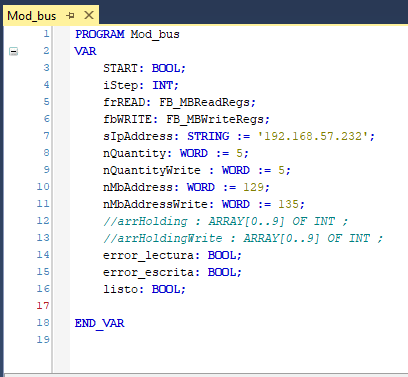 Mod_bus
1 PROGRAM Mod_bus
2 VAR
3 START: BOOL;
4 iStep: INT;
5 frREAD: FB_MBReadRegs;
6 fbWRITE: FB_MBWriteRegs;
7 sIpAddress: STRING := '192.168.57.232';
8 nQuantity: WORD := 5;
9 nQuantityWrite : WORD := 5;
10 nMbAddress: WORD := 129;
11 nMbAddressWrite: WORD := 135;
12 //arrHolding : ARRAY[0..9] OF INT ;
13 //arrHoldingWrite : ARRAY[0..9] OF INT ;
14 error_lectura: BOOL;
15 error_escrita: BOOL;
16 listo: BOOL;
17
18 END_VAR
19